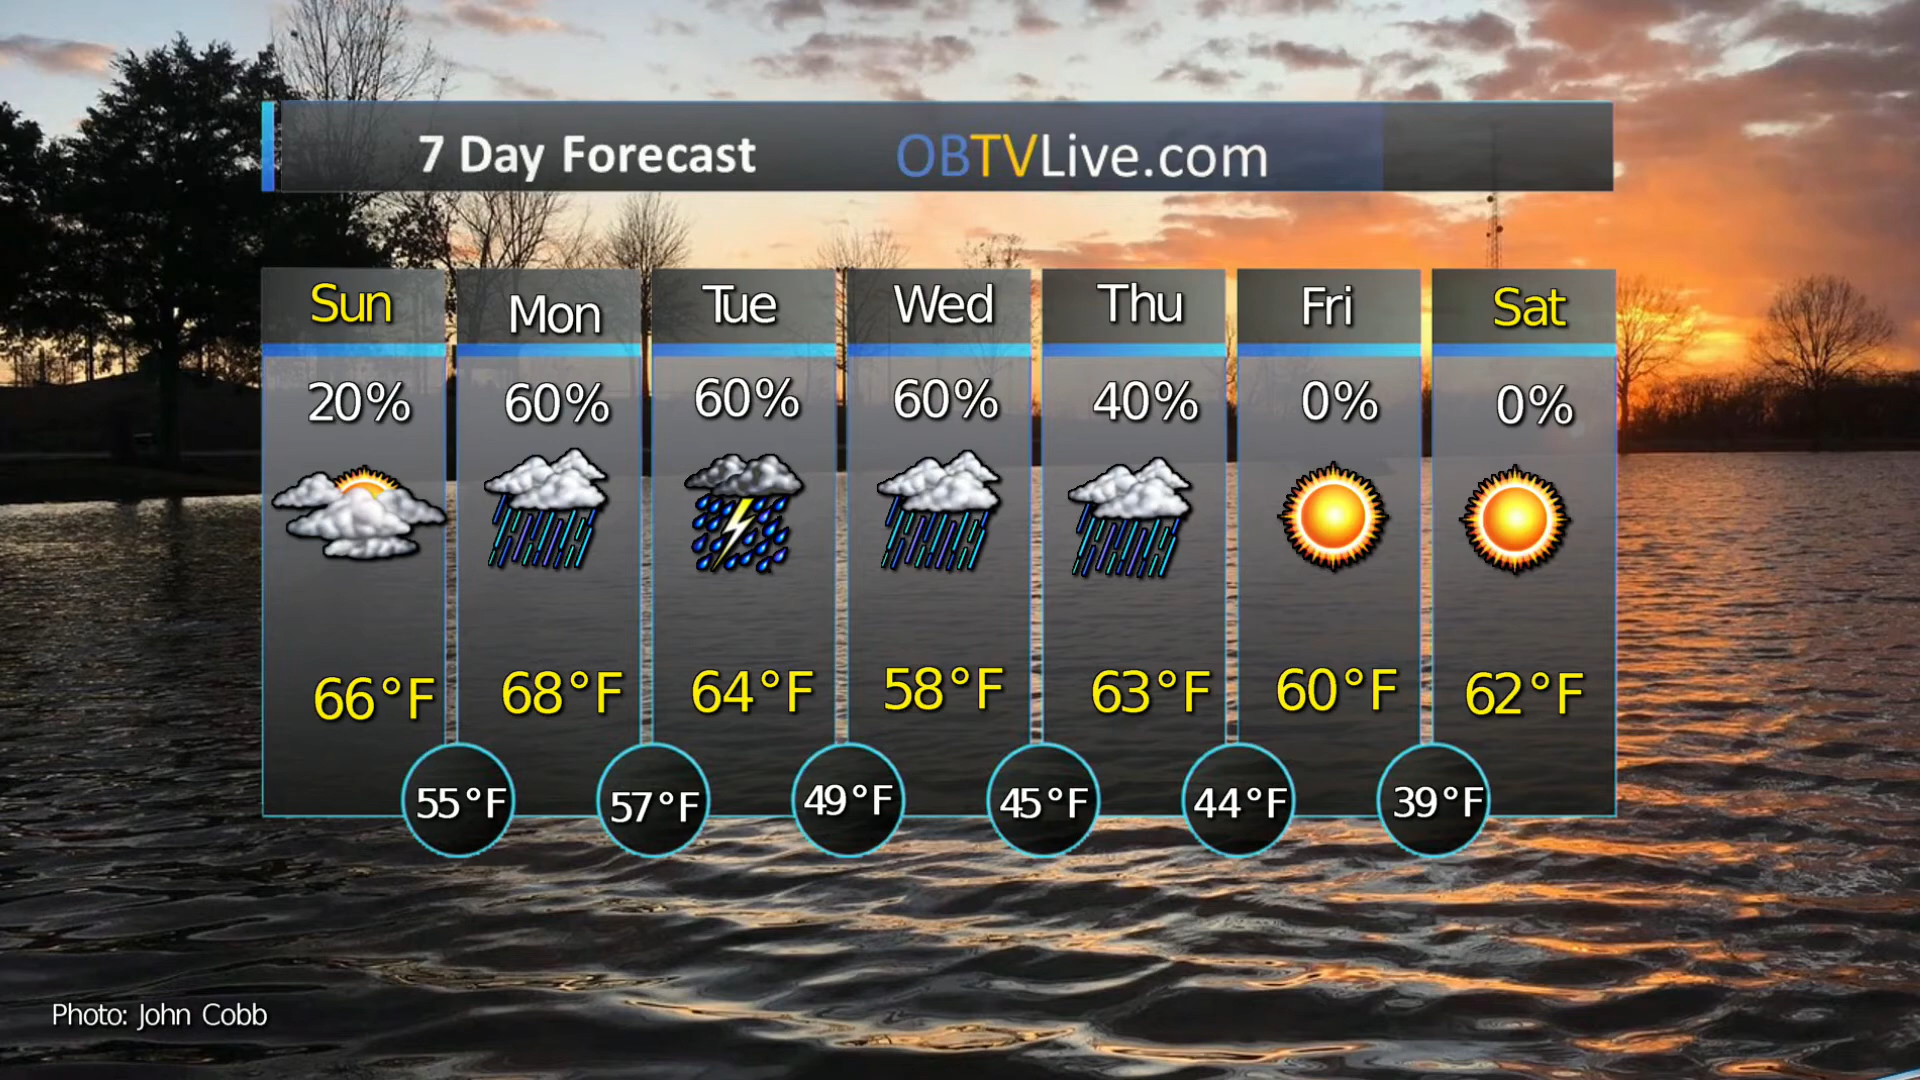 7 Day Forecast OBTVLive.com
Sun Mon Tue Wed Thu Fri Sat
20% 60% 60% 60% 40% 0% 0%
66°F 68°F 64°F 58°F 63°F 60°F 62°F
55°F 57°F 49°F 45°F 44°F 39°F
Photo: John Cobb